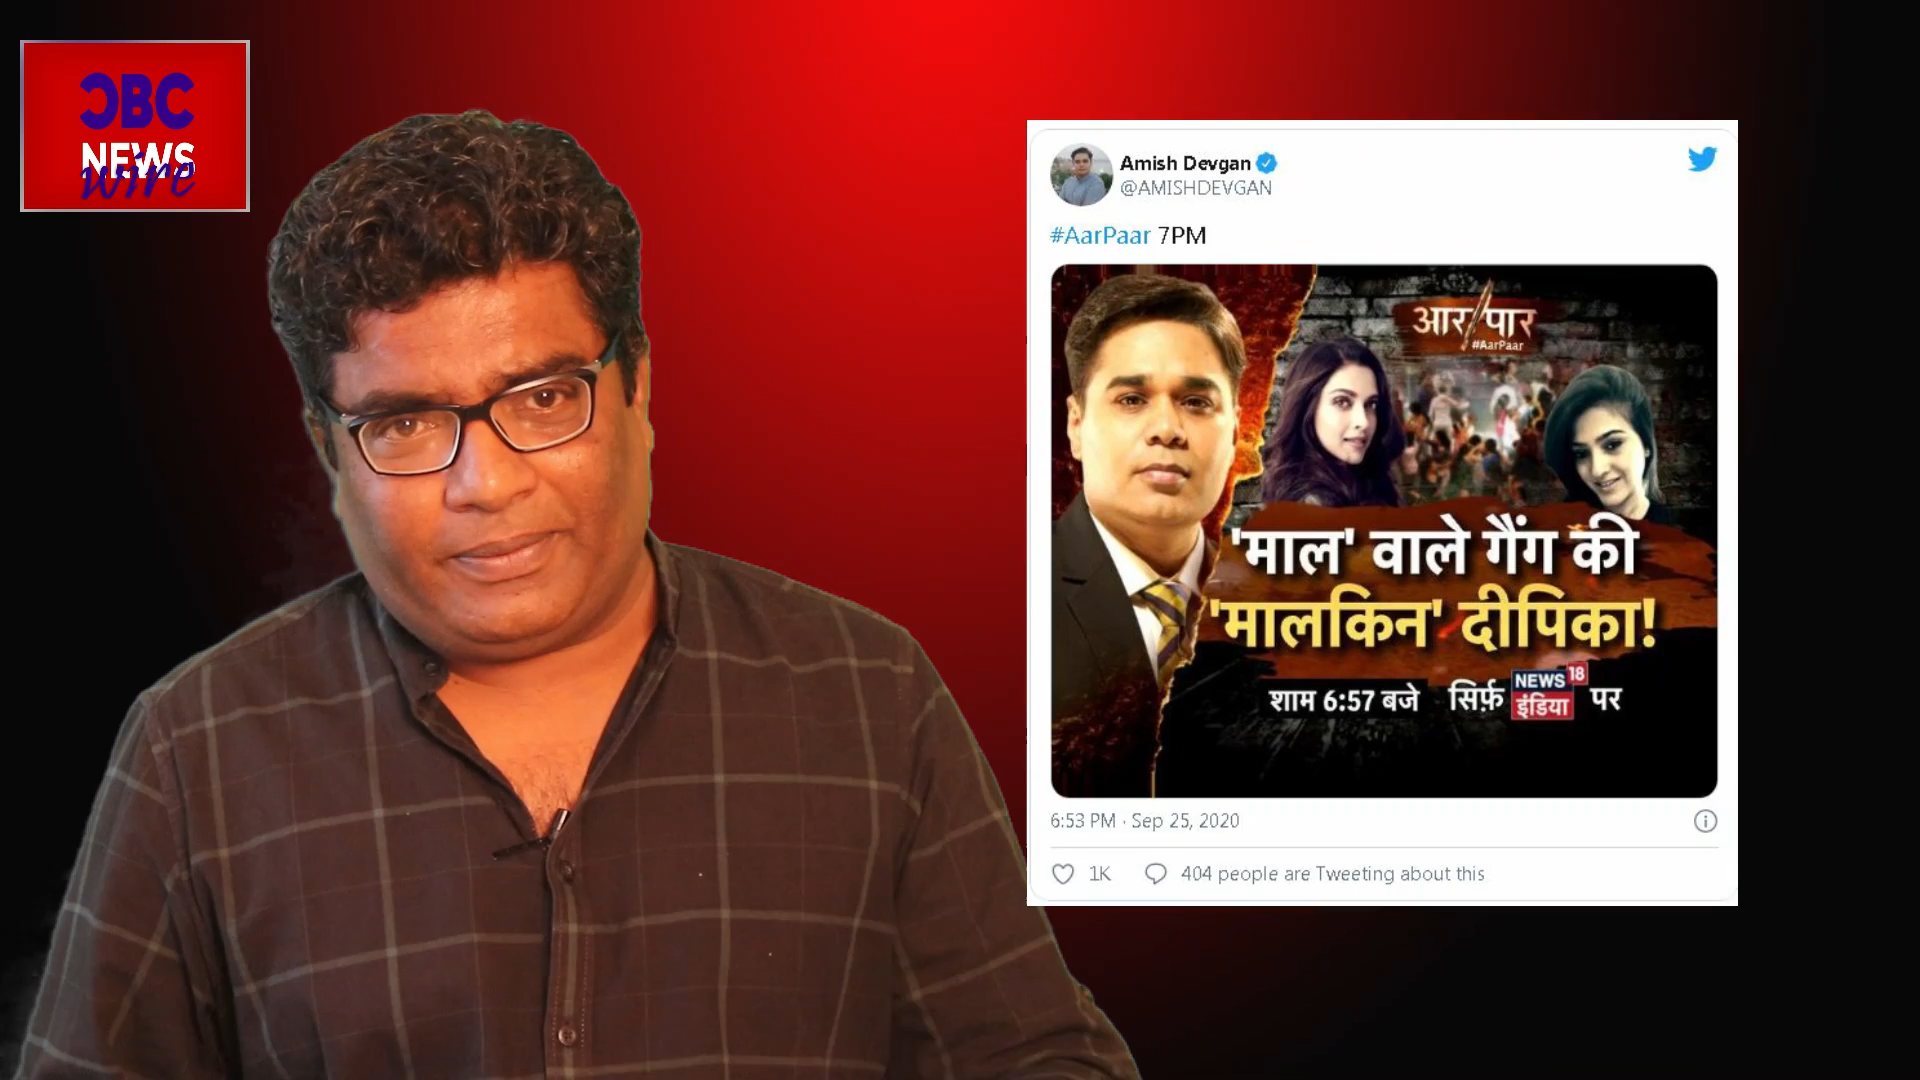 CBC
NEWS
wire
Amish Devgan
@AMISHDEVGAN
#AarPaar 7PM
आर पार
#AarPaar
'माल' वाले गैंग की
'मालकिन' दीपिका!
शाम 6:57 बजे सिर्फ़ NEWS 18 इंडिया पर
6:53 PM · Sep 25, 2020
1K 404 people are Tweeting about this